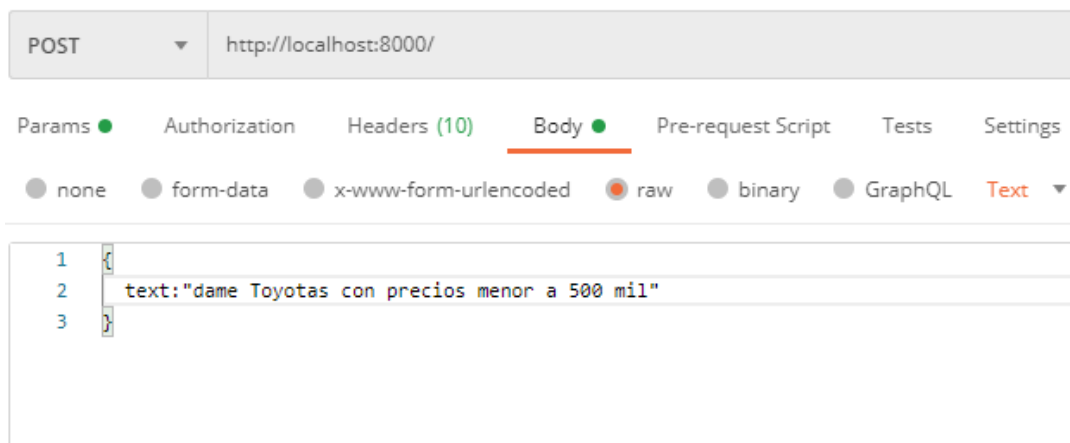 POST http://localhost:8000/
Params Authorization Headers (10) Body Pre-request Script Tests Settings
none form-data x-www-form-urlencoded raw binary GraphQL Text
1 {
2 text:"dame Toyotas con precios menor a 500 mil"
3 }